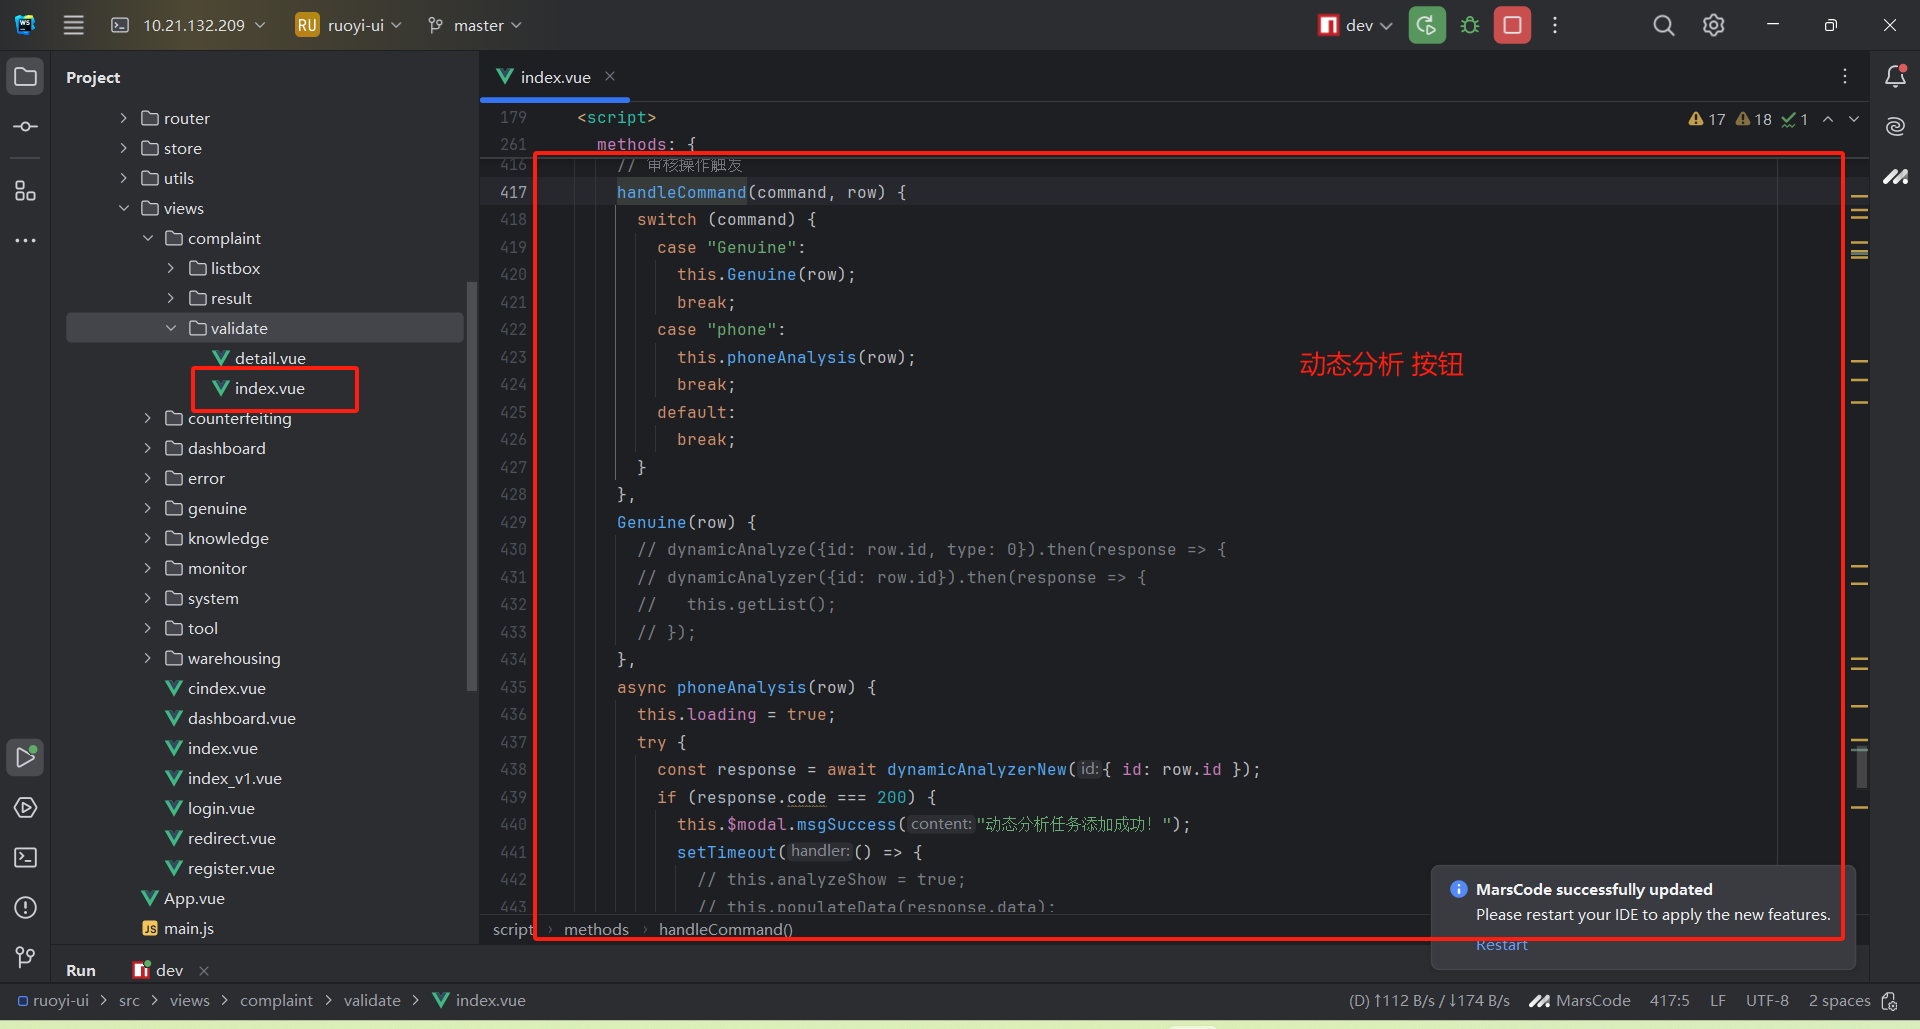 WS
10.21.132.209
RU ruoyi-ui
master
dev
Project
router
store
utils
views
complaint
listbox
result
validate
detail.vue
index.vue
counterfeiting
dashboard
error
genuine
knowledge
monitor
system
tool
warehousing
cindex.vue
dashboard.vue
index.vue
index_v1.vue
login.vue
redirect.vue
register.vue
App.vue
JS main.js
index.vue
17 18 1
179 <script>
261 methods: {
416 // 审核操作触发
417 handleCommand(command, row) {
418 switch (command) {
419 case "Genuine":
420 this.Genuine(row);
421 break;
422 case "phone":
423 this.phoneAnalysis(row);
424 break;
425 default:
426 break;
427 }
428 },
429 Genuine(row) {
430 // dynamicAnalyze({id: row.id, type: 0}).then(response => {
431 // dynamicAnalyzer({id: row.id}).then(response => {
432 //   this.getList();
433 // });
434 },
435 async phoneAnalysis(row) {
436 this.loading = true;
437 try {
438 const response = await dynamicAnalyzerNew( id: { id: row.id });
439 if (response.code === 200) {
440 this.$modal.msgSuccess( content: "动态分析任务添加成功！");
441 setTimeout( handler: () => {
442 // this.analyzeShow = true;
443 // this.populateData(response.data);
动态分析 按钮
script > methods > handleCommand()
MarsCode successfully updated
Please restart your IDE to apply the new features.
Restart
Run dev
ruoyi-ui > src > views > complaint > validate > index.vue
(D) ↑112 B/s / ↓174 B/s MarsCode 417:5 LF UTF-8 2 spaces